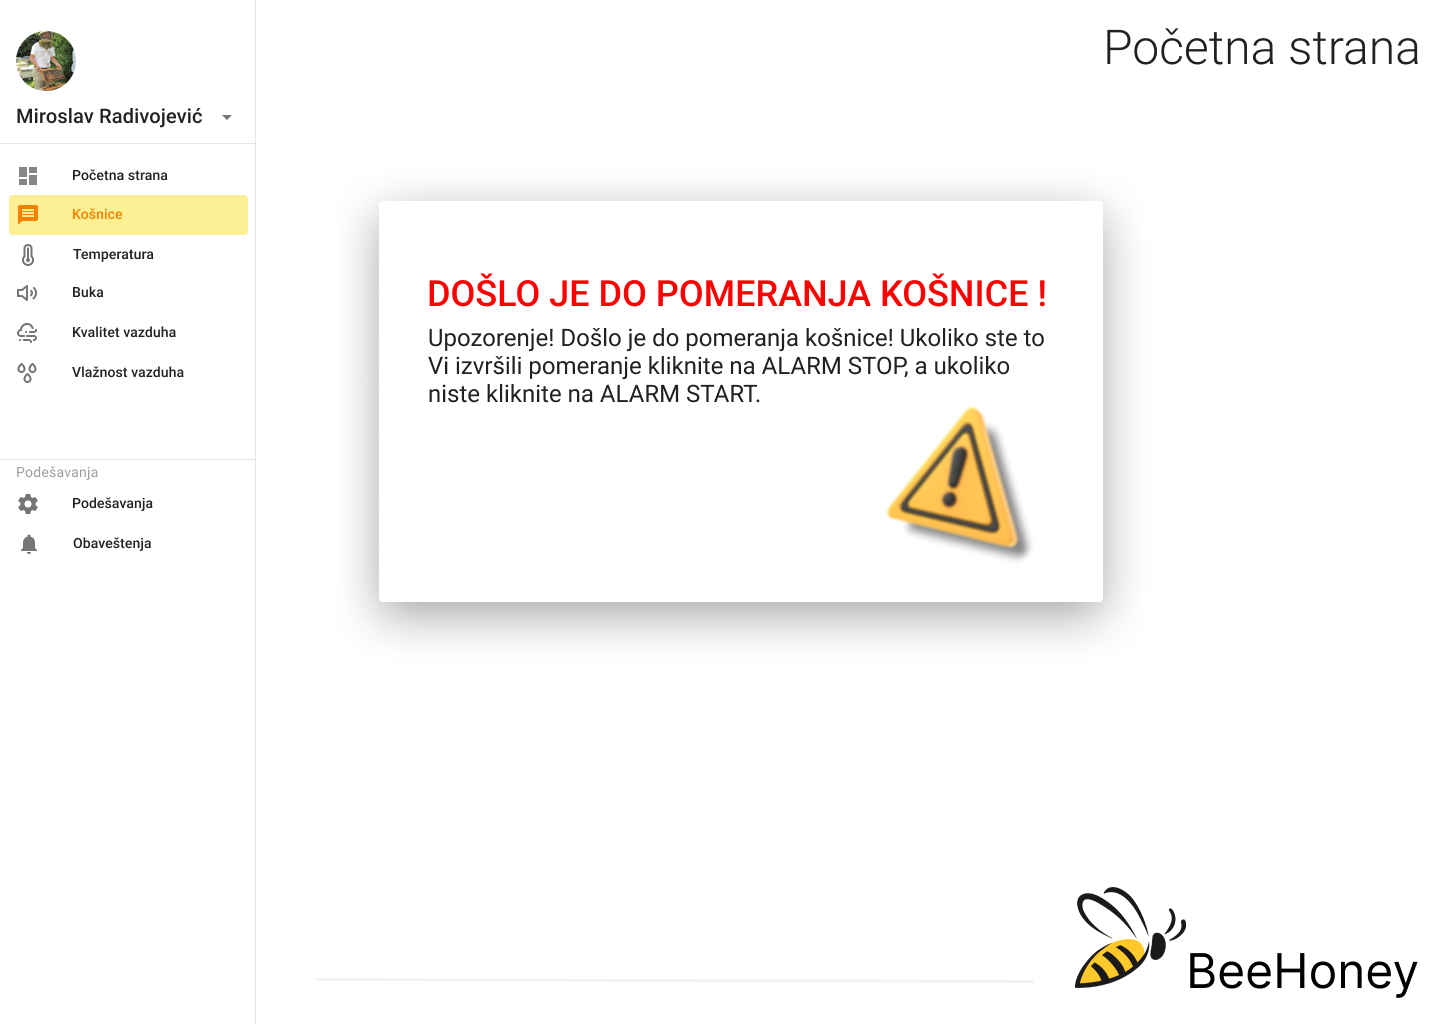 Početna strana
Miroslav Radivojević
Početna strana
Košnice
Temperatura
Buka
Kvalitet vazduha
Vlažnost vazduha
Podešavanja
Podešavanja
Obaveštenja
DOŠLO JE DO POMERANJA KOŠNICE !
Upozorenje! Došlo je do pomeranja košnice! Ukoliko ste to
Vi izvršili pomeranje kliknite na ALARM STOP, a ukoliko
niste kliknite na ALARM START.
BeeHoney